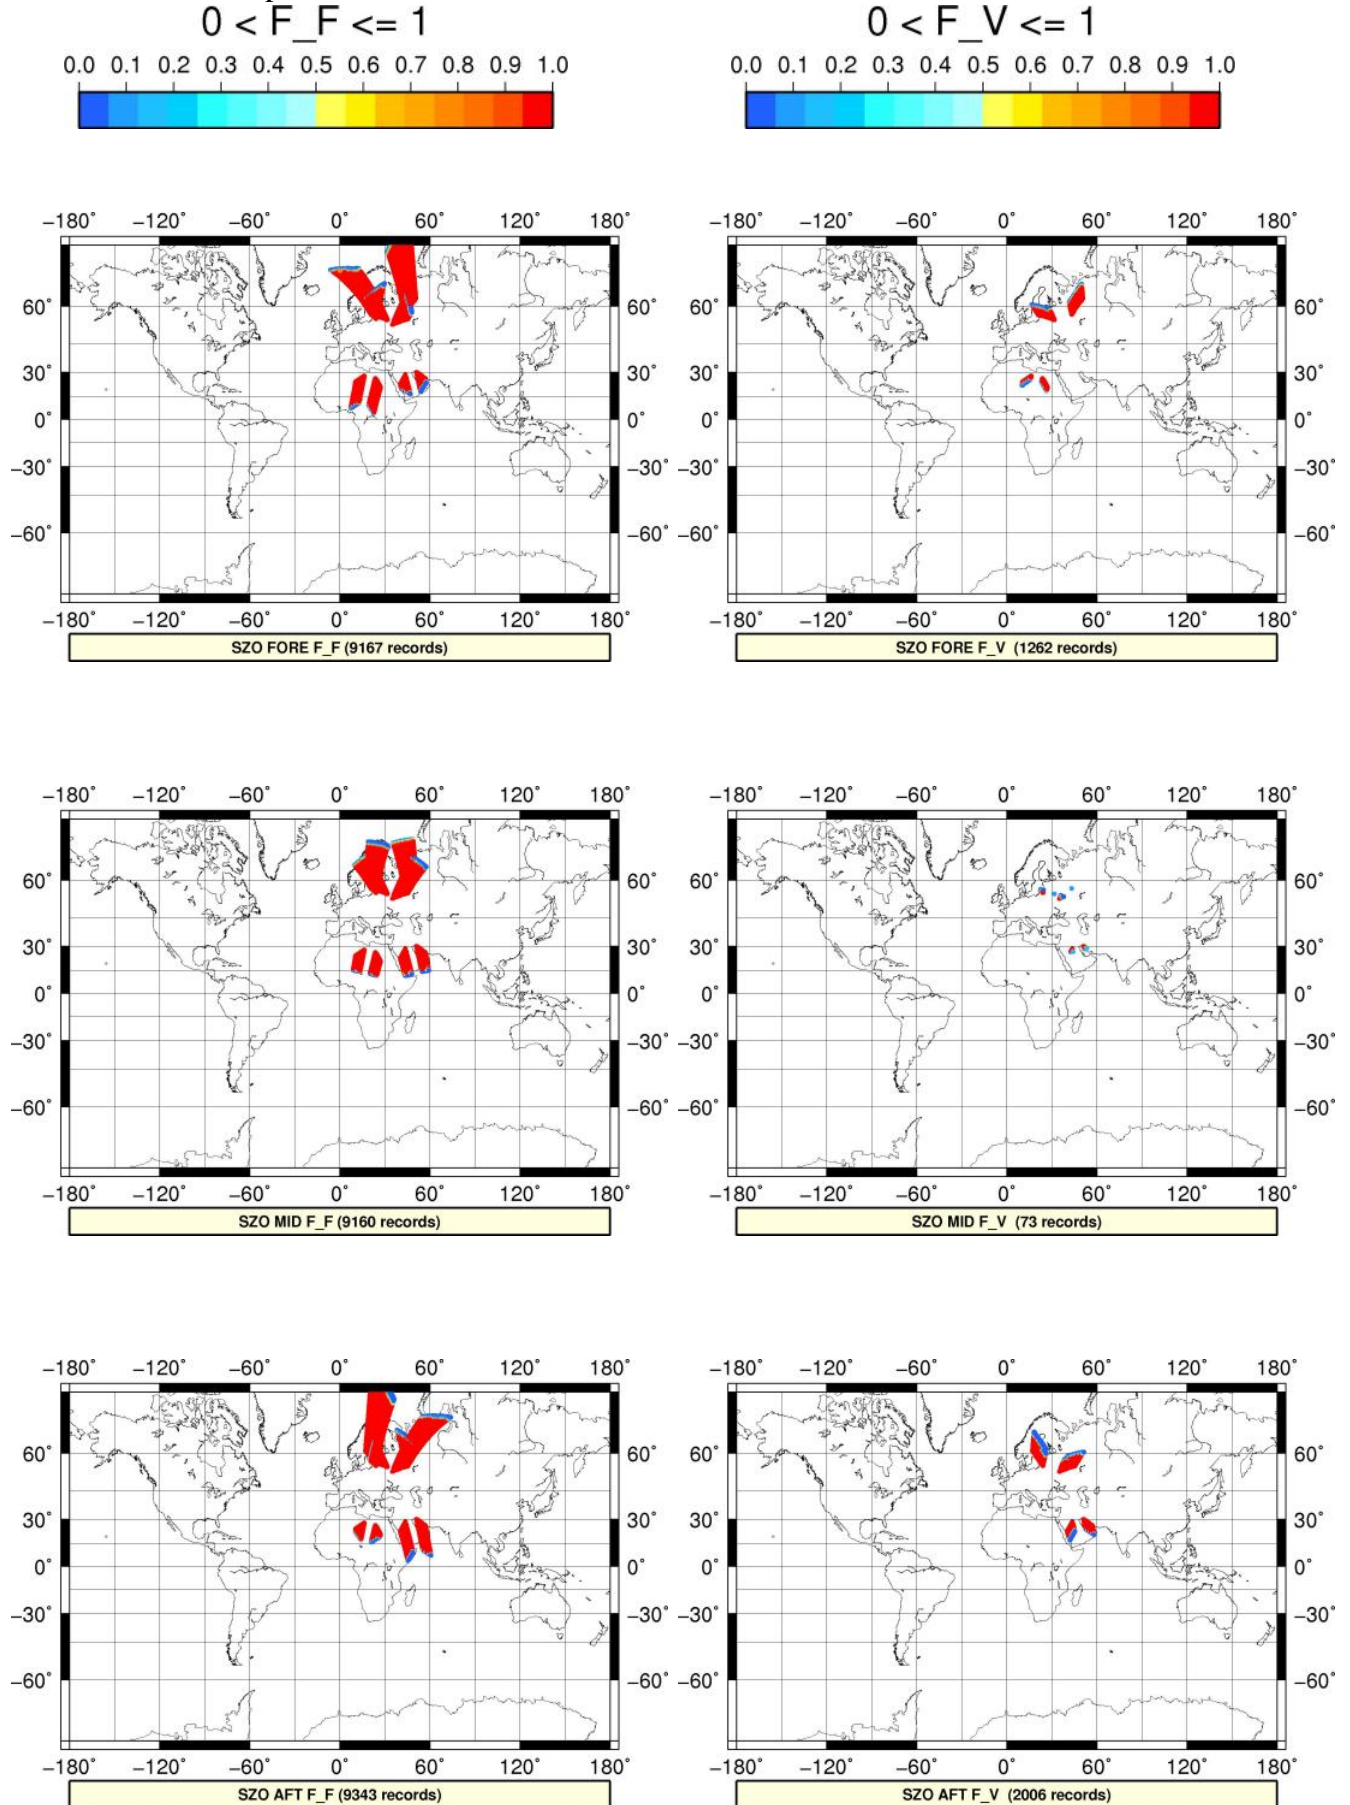 0 < F_F <= 1
0 < F_V <= 1
0.0 0.1 0.2 0.3 0.4 0.5 0.6 0.7 0.8 0.9 1.0
0.0 0.1 0.2 0.3 0.4 0.5 0.6 0.7 0.8 0.9 1.0
−180˚ −120˚ −60˚ 0˚ 60˚ 120˚ 180˚
−180˚ −120˚ −60˚ 0˚ 60˚ 120˚ 180˚
60˚ 60˚ 60˚ 60˚
30˚ 30˚ 30˚ 30˚
0˚ 0˚ 0˚ 0˚
−30˚ −30˚ −30˚ −30˚
−60˚ −60˚ −60˚ −60˚
−180˚ −120˚ −60˚ 0˚ 60˚ 120˚ 180˚
−180˚ −120˚ −60˚ 0˚ 60˚ 120˚ 180˚
SZO FORE F_F (9167 records)
SZO FORE F_V (1262 records)
−180˚ −120˚ −60˚ 0˚ 60˚ 120˚ 180˚
−180˚ −120˚ −60˚ 0˚ 60˚ 120˚ 180˚
60˚ 60˚ 60˚ 60˚
30˚ 30˚ 30˚ 30˚
0˚ 0˚ 0˚ 0˚
−30˚ −30˚ −30˚ −30˚
−60˚ −60˚ −60˚ −60˚
−180˚ −120˚ −60˚ 0˚ 60˚ 120˚ 180˚
−180˚ −120˚ −60˚ 0˚ 60˚ 120˚ 180˚
SZO MID F_F (9160 records)
SZO MID F_V (73 records)
−180˚ −120˚ −60˚ 0˚ 60˚ 120˚ 180˚
−180˚ −120˚ −60˚ 0˚ 60˚ 120˚ 180˚
60˚ 60˚ 60˚ 60˚
30˚ 30˚ 30˚ 30˚
0˚ 0˚ 0˚ 0˚
−30˚ −30˚ −30˚ −30˚
−60˚ −60˚ −60˚ −60˚
−180˚ −120˚ −60˚ 0˚ 60˚ 120˚ 180˚
−180˚ −120˚ −60˚ 0˚ 60˚ 120˚ 180˚
SZO AFT F_F (9343 records)
SZO AFT F_V (2006 records)